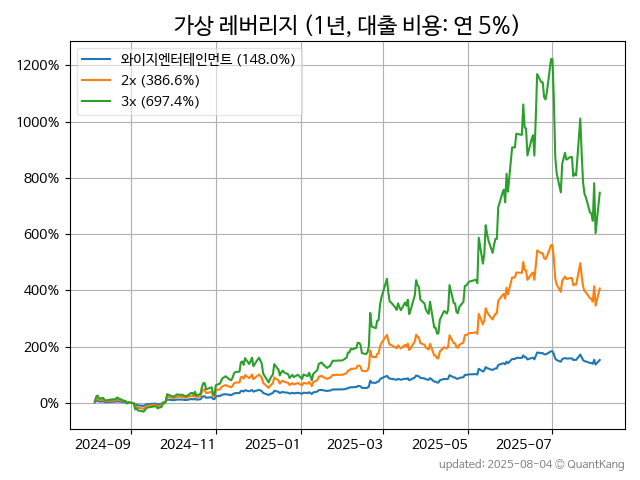 가상 레버리지 (1년, 대출 비용: 연 5%)
와이지엔터테인먼트 (148.0%)
2x (386.6%)
3x (697.4%)
1200%
1000%
800%
600%
400%
200%
0%
2024-09 2024-11 2025-01 2025-03 2025-05 2025-07
updated: 2025-08-04 © QuantKang